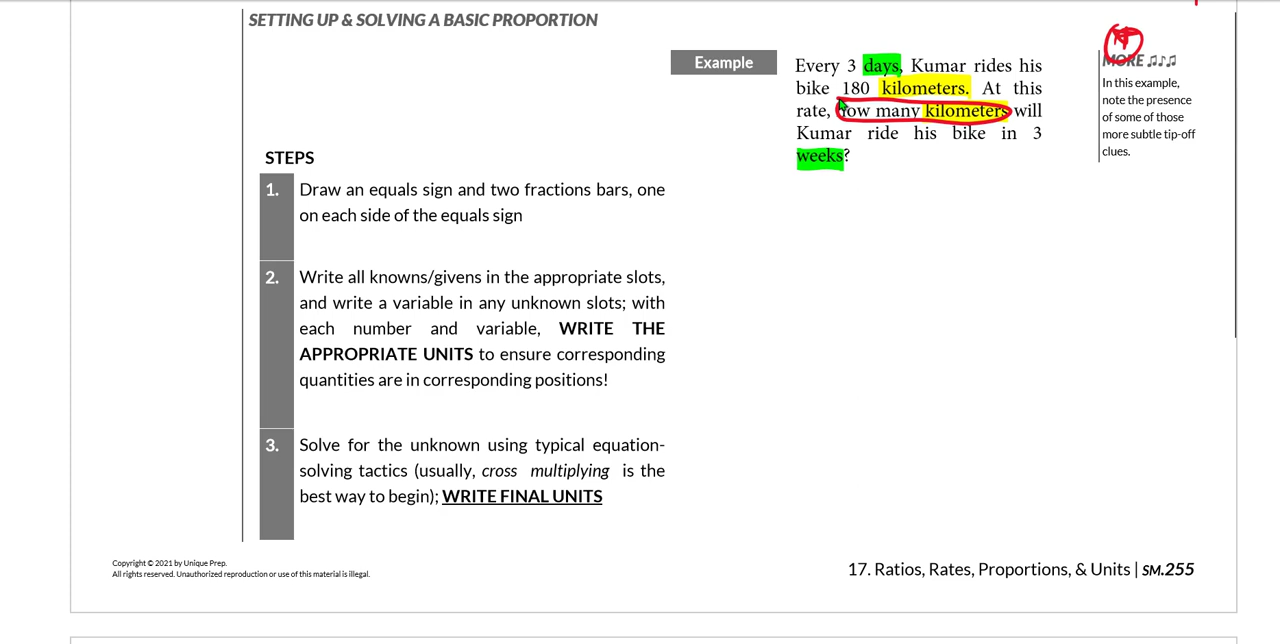 SETTING UP & SOLVING A BASIC PROPORTION
Example
Every 3 days, Kumar rides his
bike 180 kilometers. At this
rate, how many kilometers will
Kumar ride his bike in 3
weeks?
MORE ♫♪♫
In this example,
note the presence
of some of those
more subtle tip-off
clues.
STEPS
1. Draw an equals sign and two fractions bars, one
on each side of the equals sign
2. Write all knowns/givens in the appropriate slots,
and write a variable in any unknown slots; with
each number and variable, WRITE THE
APPROPRIATE UNITS to ensure corresponding
quantities are in corresponding positions!
3. Solve for the unknown using typical equation-
solving tactics (usually, cross multiplying is the
best way to begin); WRITE FINAL UNITS
Copyright © 2021 by Unique Prep.
All rights reserved. Unauthorized reproduction or use of this material is illegal.
17. Ratios, Rates, Proportions, & Units | SM.255